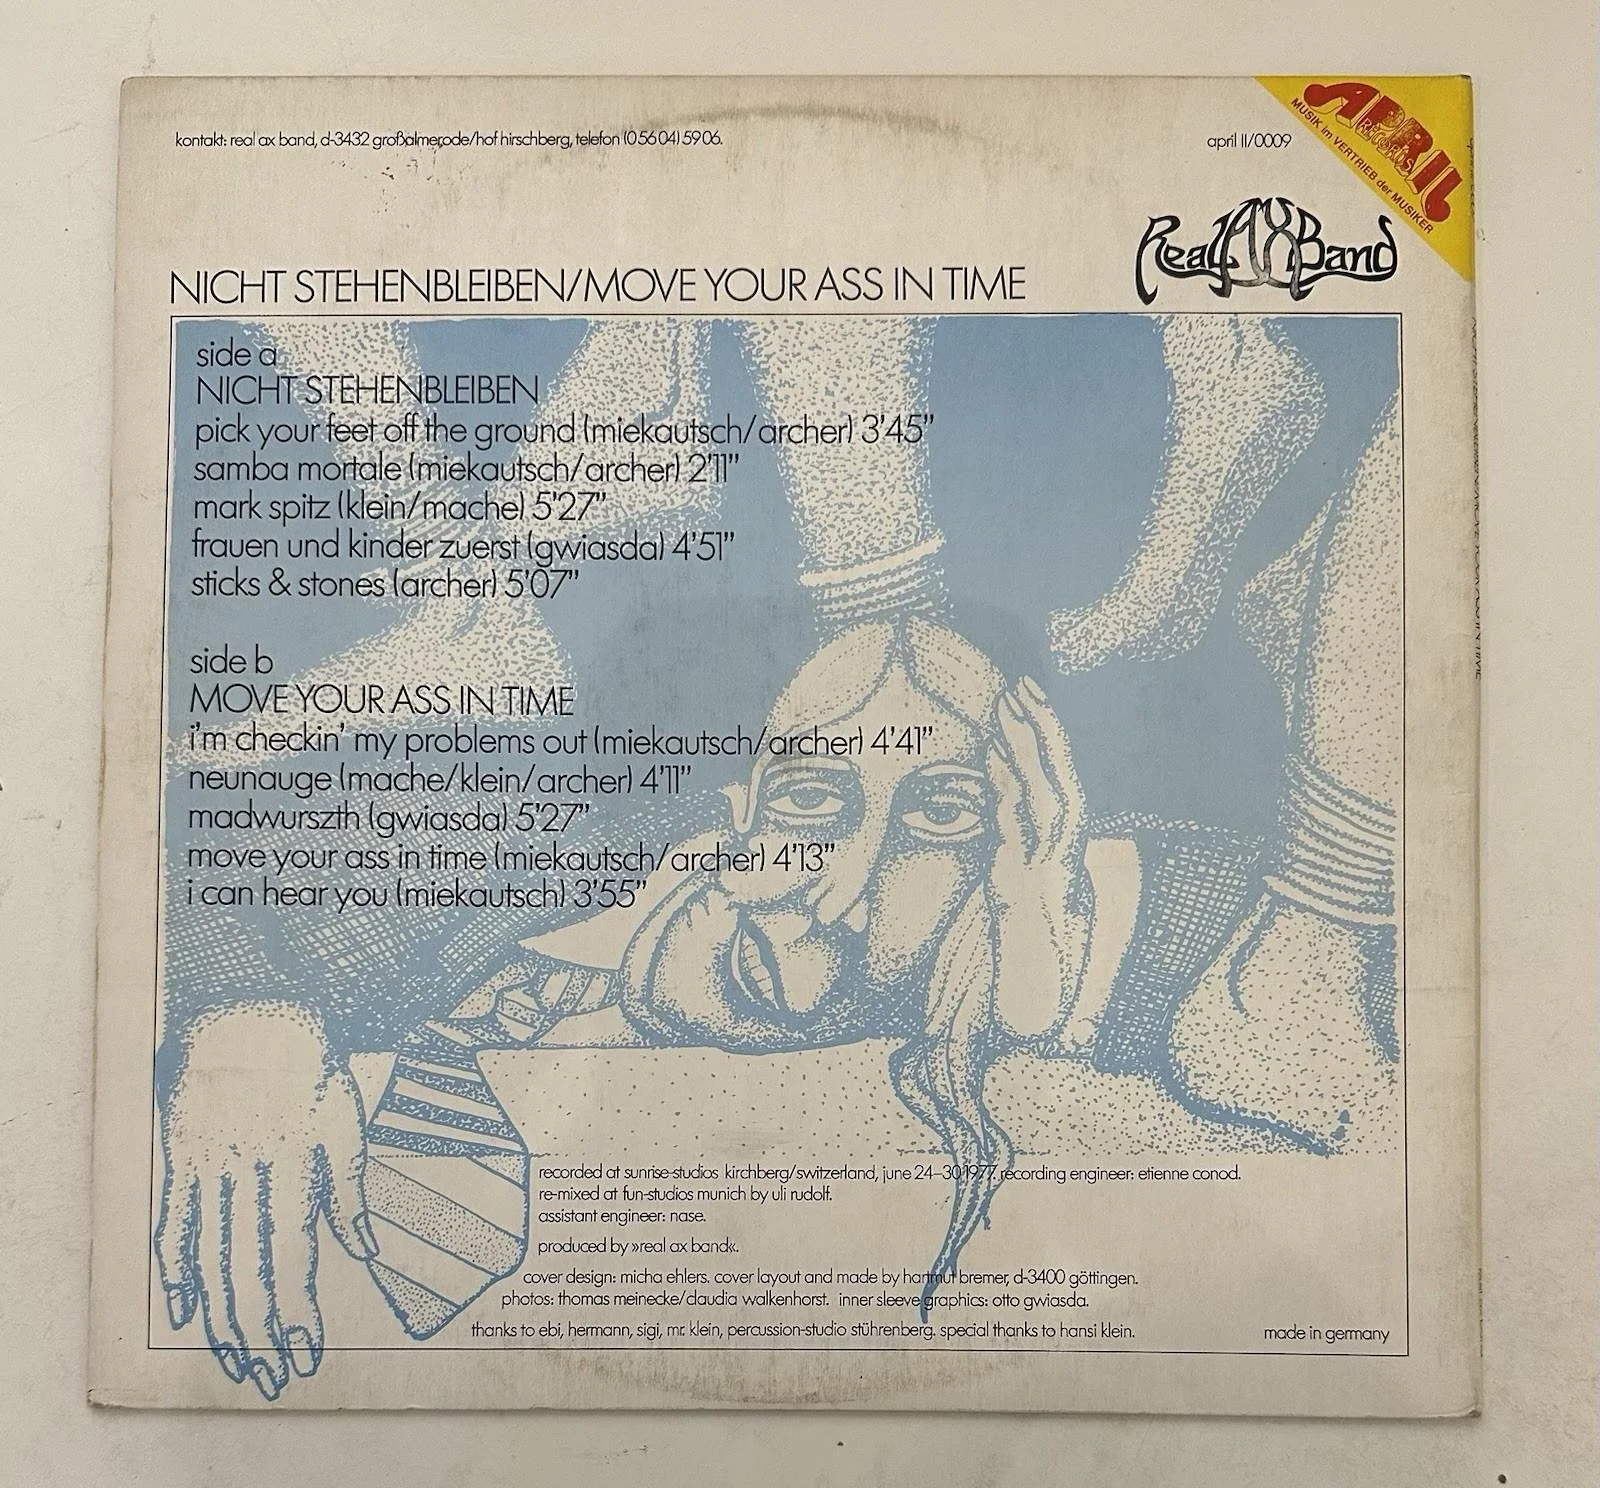 kontakt: real ax band, d-3432 großalmerode/hof hirschberg, telefon (05604) 5906.
april II/0009
APRIL
RECORDS
MUSIK im VERTRIEB der MUSIKER
Real Ax Band
NICHT STEHENBLEIBEN/MOVE YOUR ASS IN TIME
side a
NICHT STEHENBLEIBEN
pick your feet off the ground (miekautsch/archer) 3'45"
samba mortale (miekautsch/archer) 2'11"
mark spitz (klein/mache) 5'27"
frauen und kinder zuerst (gwiasda) 4'51"
sticks & stones (archer) 5'07"
side b
MOVE YOUR ASS IN TIME
i'm checkin' my problems out (miekautsch/archer) 4'41"
neunauge (mache/klein/archer) 4'11"
madwurszth (gwiasda) 5'27"
move your ass in time (miekautsch/archer) 4'13"
i can hear you (miekautsch) 3'55"
recorded at sunrise-studios kirchberg/switzerland, june 24–30 1977. recording engineer: etienne conod.
re-mixed at fun-studios munich by uli rudolf.
assistant engineer: nase.
produced by »real ax band«.
cover design: micha ehlers. cover layout and made by hartmut bremer, d-3400 göttingen.
photos: thomas meinecke/claudia walkenhorst. inner sleeve graphics: otto gwiasda.
thanks to ebi, hermann, sigi, mr. klein, percussion-studio stührenberg. special thanks to hansi klein.
made in germany